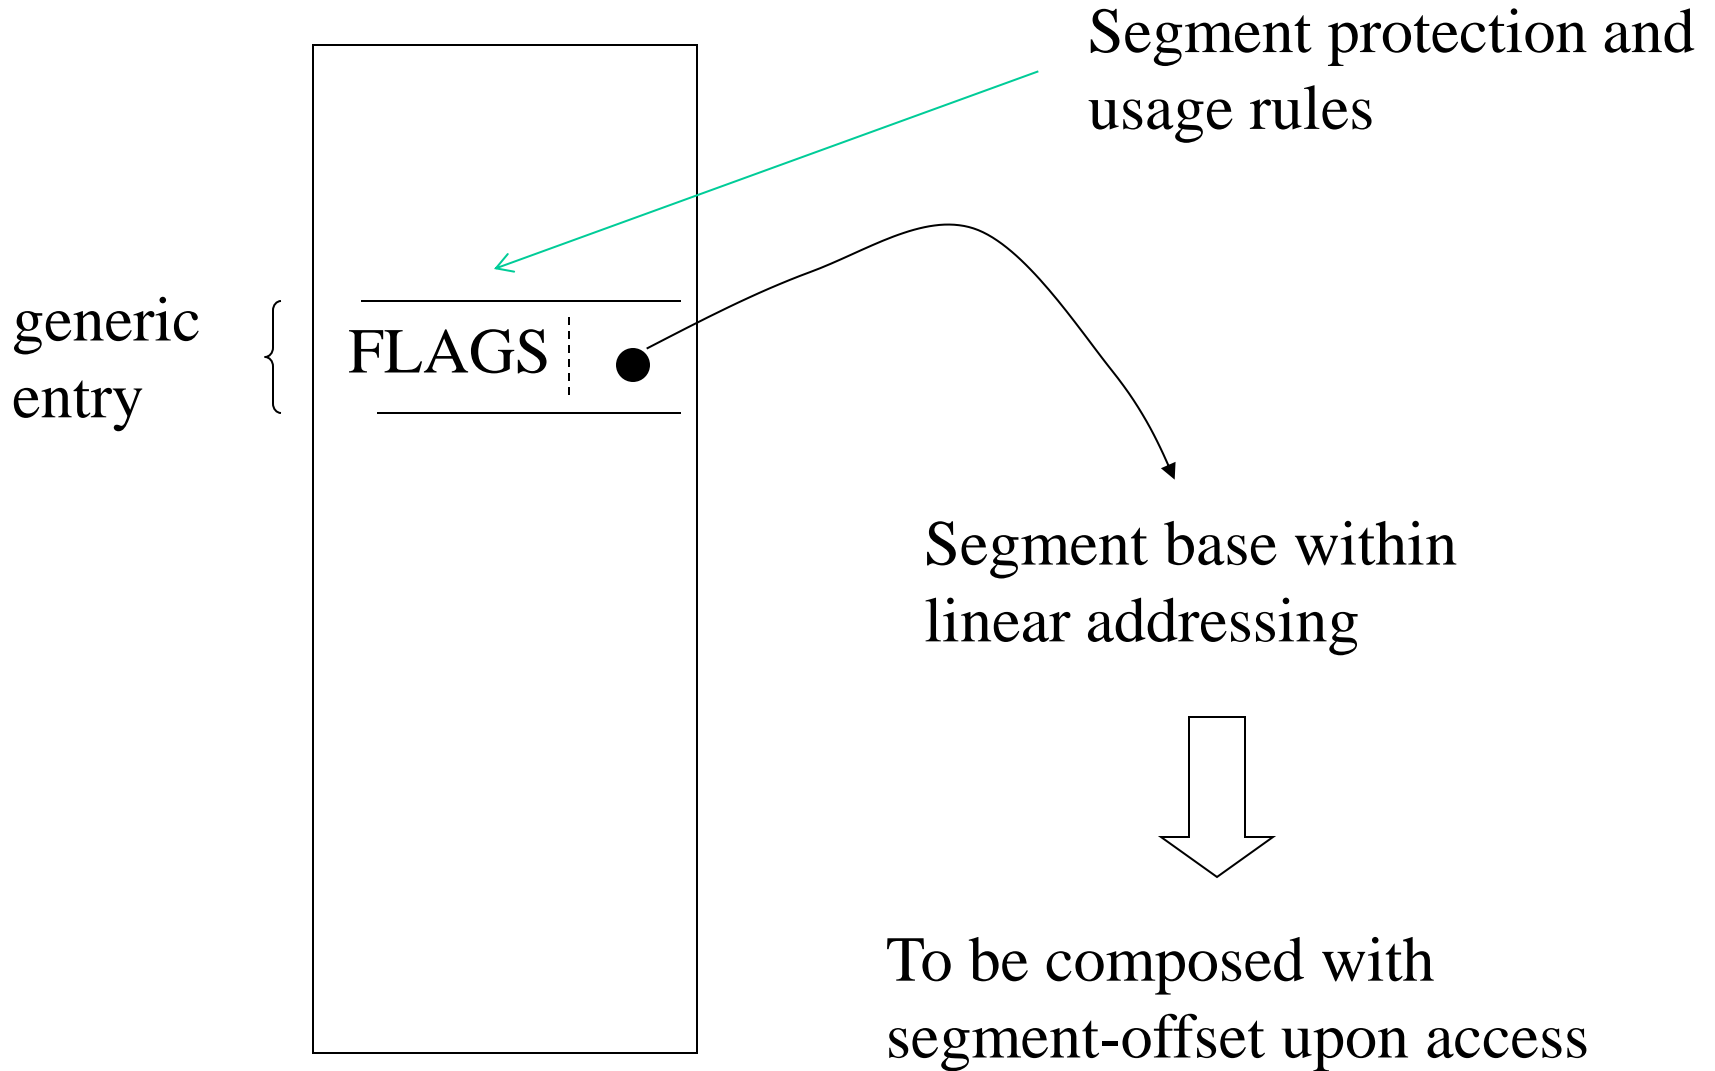 Segment protection and
usage rules
generic
entry
FLAGS
Segment base within
linear addressing
To be composed with
segment-offset upon access